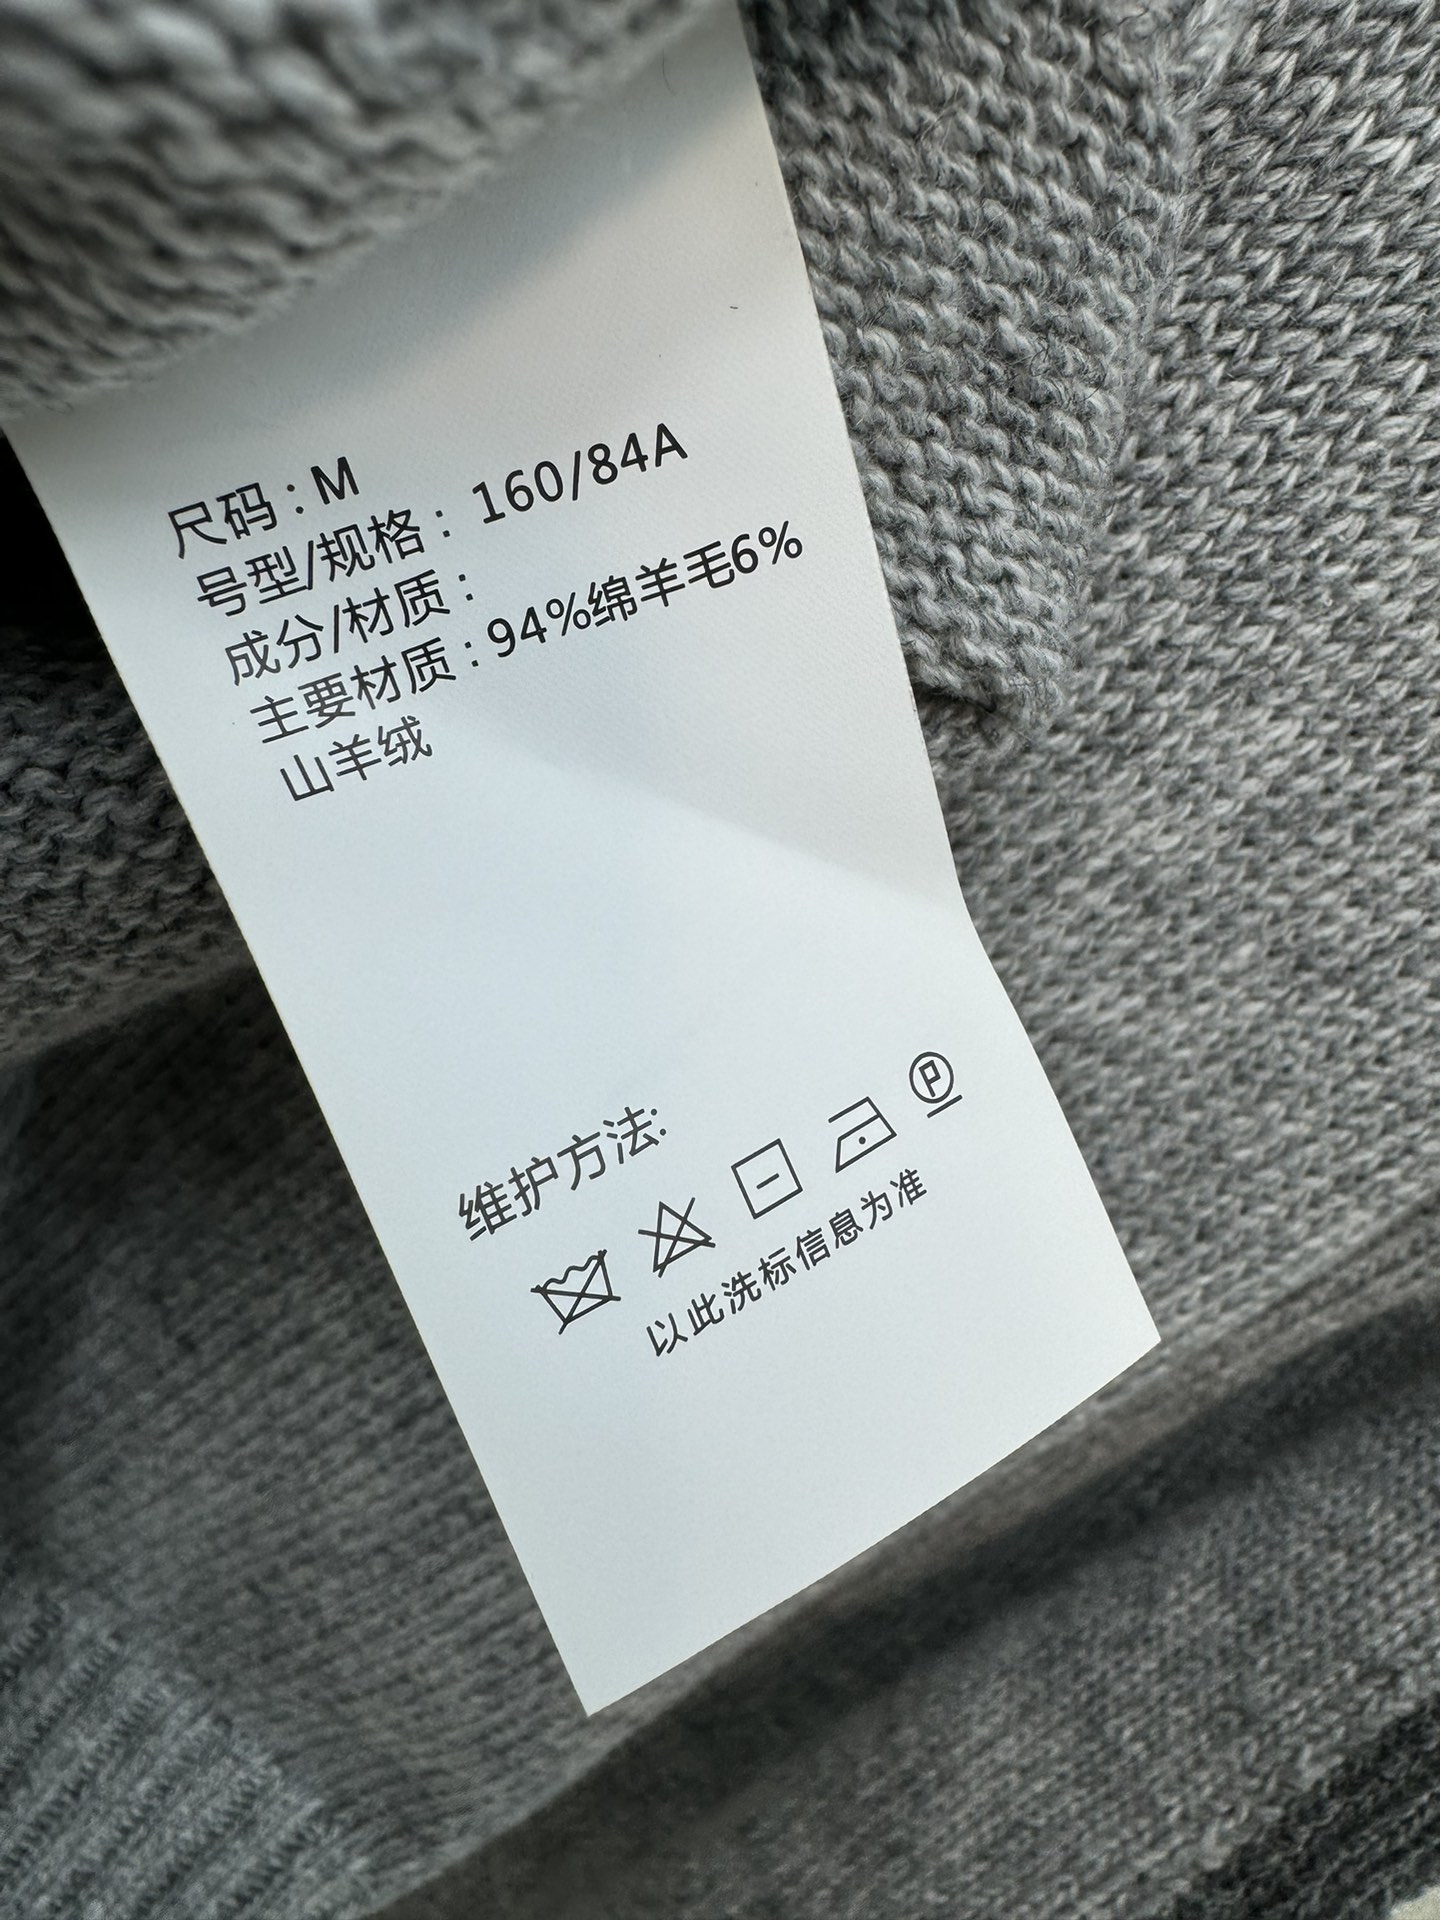 尺码：M
号型/规格：160/84A
成分/材质：
主要材质：94%绵羊毛6%
山羊绒
维护方法:
P
以此洗标信息为准